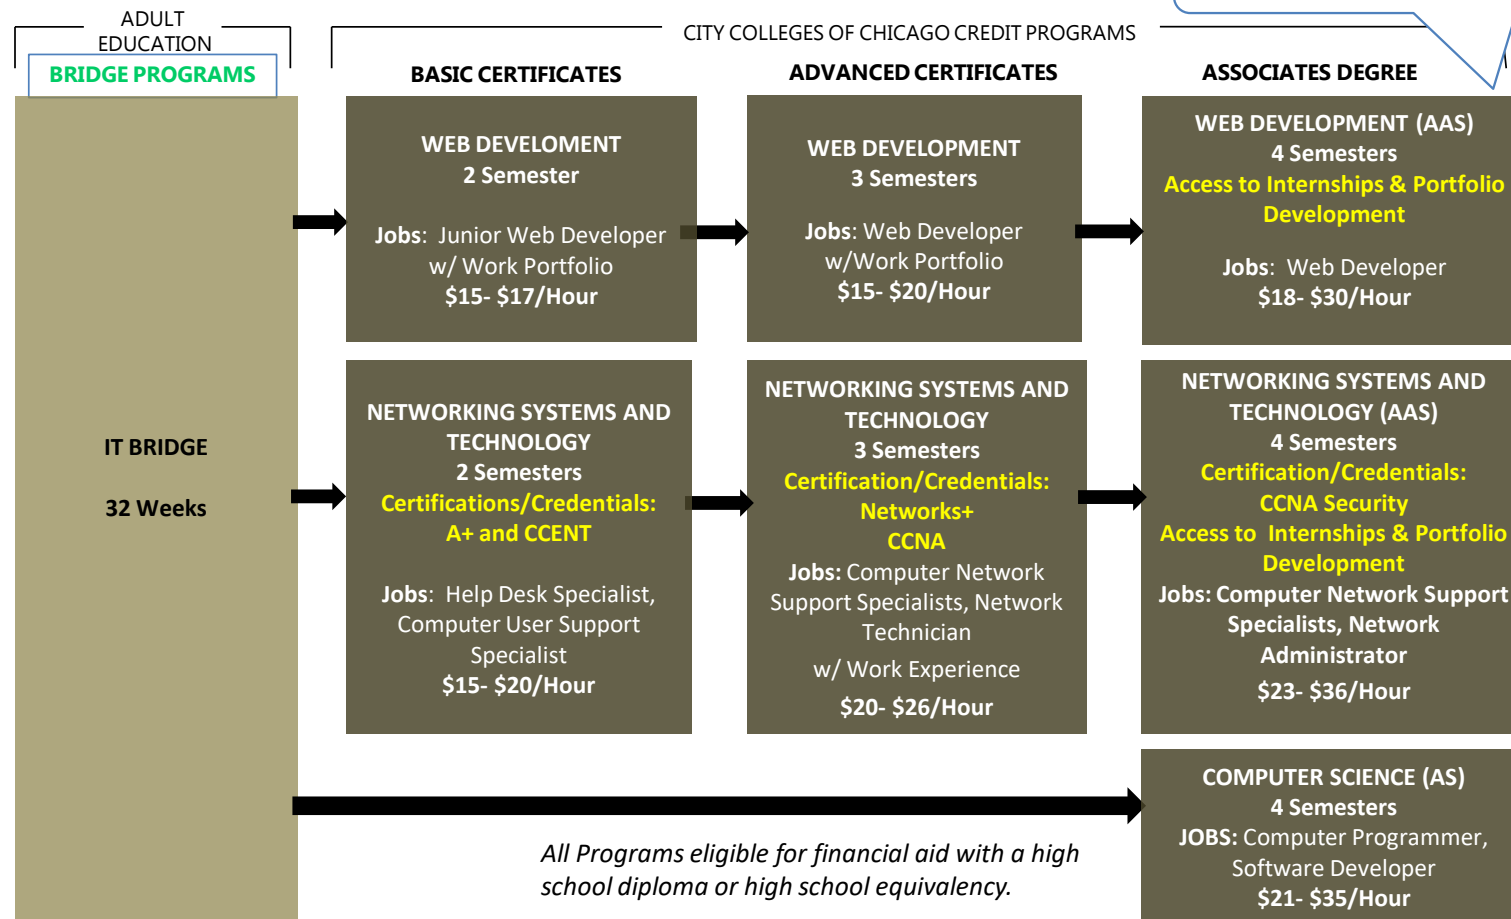 ADULT
EDUCATION
CITY COLLEGES OF CHICAGO CREDIT PROGRAMS
BRIDGE PROGRAMS
BASIC CERTIFICATES
ADVANCED CERTIFICATES
ASSOCIATES DEGREE
IT BRIDGE
32 Weeks
WEB DEVELOMENT
2 Semester
Jobs: Junior Web Developer
w/ Work Portfolio
$15- $17/Hour
WEB DEVELOPMENT
3 Semesters
Jobs: Web Developer
w/Work Portfolio
$15- $20/Hour
WEB DEVELOPMENT (AAS)
4 Semesters
Access to Internships & Portfolio
Development
Jobs: Web Developer
$18- $30/Hour
NETWORKING SYSTEMS AND
TECHNOLOGY
2 Semesters
Certifications/Credentials:
A+ and CCENT
Jobs: Help Desk Specialist,
Computer User Support
Specialist
$15- $20/Hour
NETWORKING SYSTEMS AND
TECHNOLOGY
3 Semesters
Certification/Credentials:
Networks+
CCNA
Jobs: Computer Network
Support Specialists, Network
Technician
w/ Work Experience
$20- $26/Hour
NETWORKING SYSTEMS AND
TECHNOLOGY (AAS)
4 Semesters
Certification/Credentials:
CCNA Security
Access to Internships & Portfolio
Development
Jobs: Computer Network Support
Specialists, Network
Administrator
$23- $36/Hour
COMPUTER SCIENCE (AS)
4 Semesters
JOBS: Computer Programmer,
Software Developer
$21- $35/Hour
All Programs eligible for financial aid with a high
school diploma or high school equivalency.